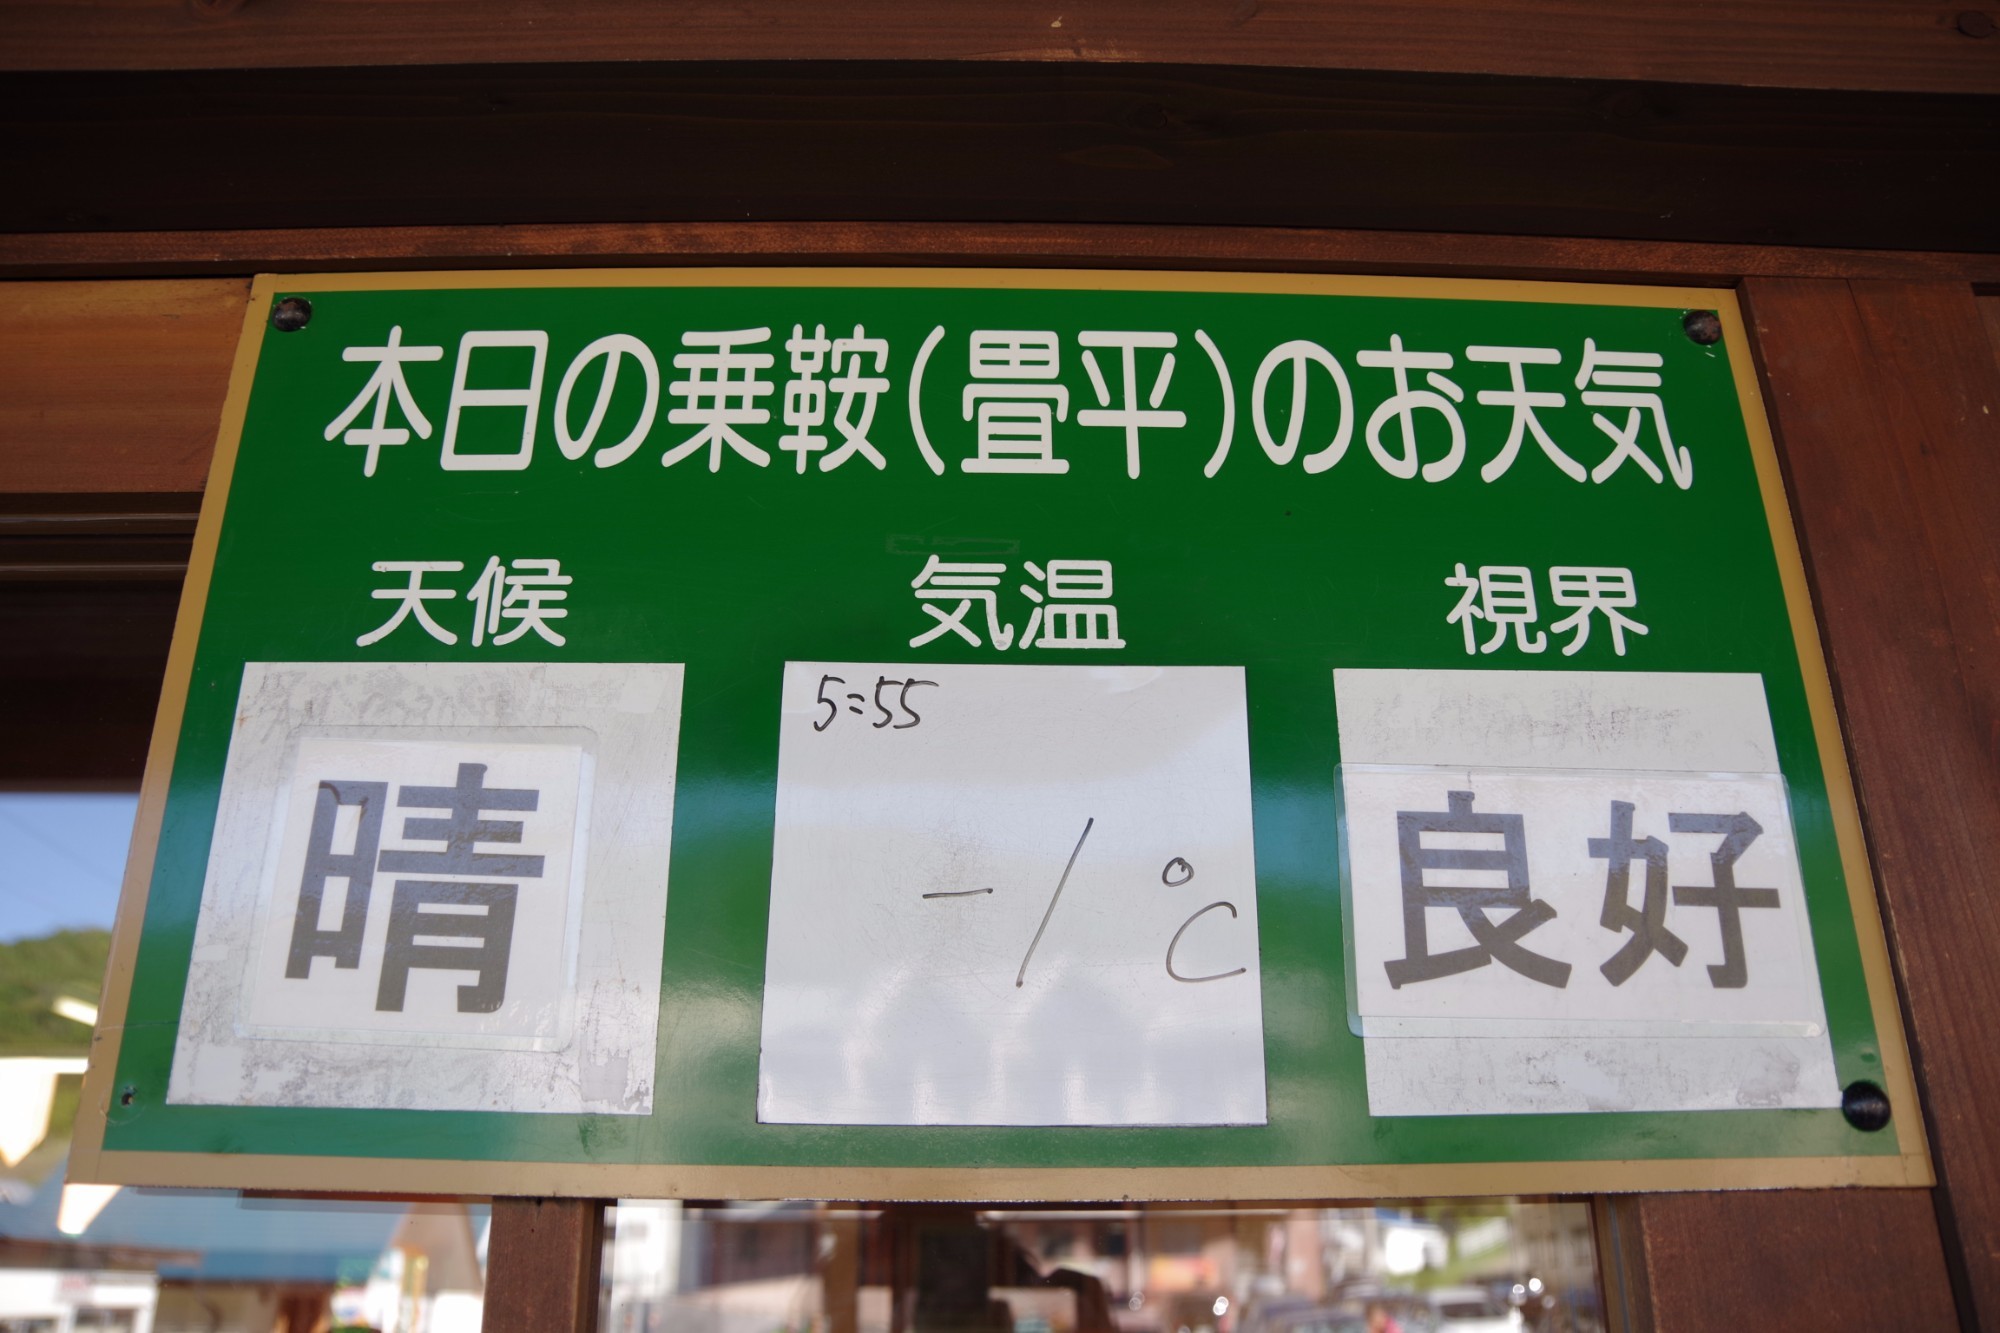 本日の乗鞍(畳平)のお天気
天候 気温 視界
5:55
晴 -1℃ 良好